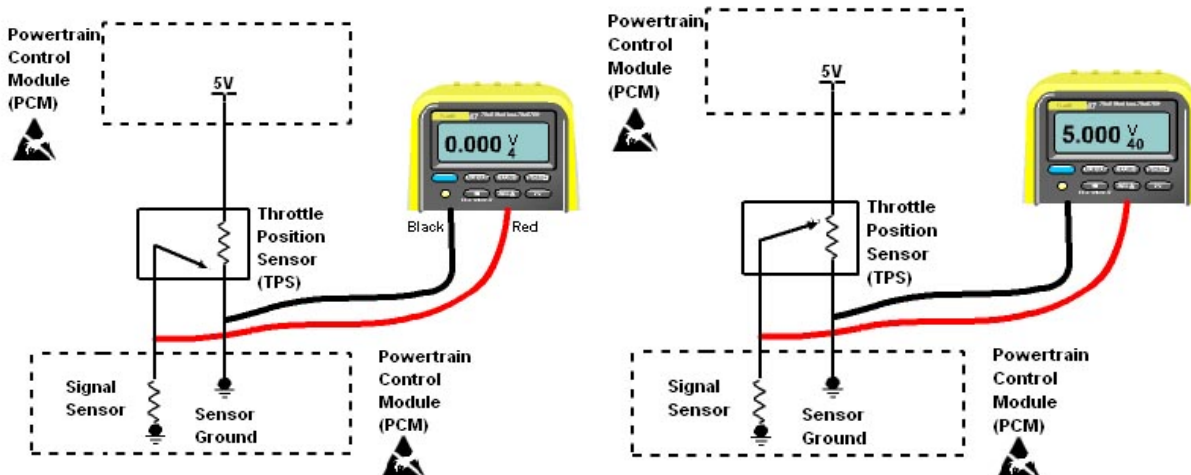 Powertrain
Control
Module
(PCM)
5V
0.000 V
4
Black
Red
Throttle
Position
Sensor
(TPS)
Signal
Sensor
Sensor
Ground
Powertrain
Control
Module
(PCM)
Powertrain
Control
Module
(PCM)
5V
5.000 V
40
Throttle
Position
Sensor
(TPS)
Signal
Sensor
Sensor
Ground
Powertrain
Control
Module
(PCM)